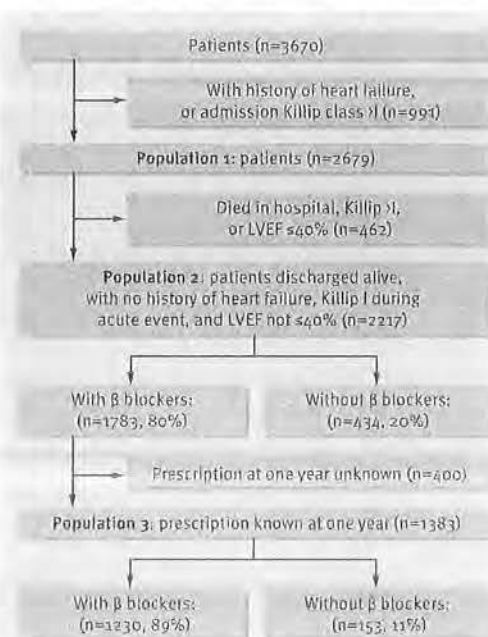 Patients (n=3670)
With history of heart failure,
or admission Killip class >I (n=991)
Population 1: patients (n=2679)
Died in hospital, Killip >I,
or LVEF ≤40% (n=462)
Population 2: patients discharged alive,
with no history of heart failure, Killip I during
acute event, and LVEF not ≤40% (n=2217)
With β blockers:
(n=1783, 80%)
Without β blockers:
(n=434, 20%)
Prescription at one year unknown (n=400)
Population 3: prescription known at one year (n=1383)
With β blockers:
(n=1230, 89%)
Without β blockers:
(n=153, 11%)